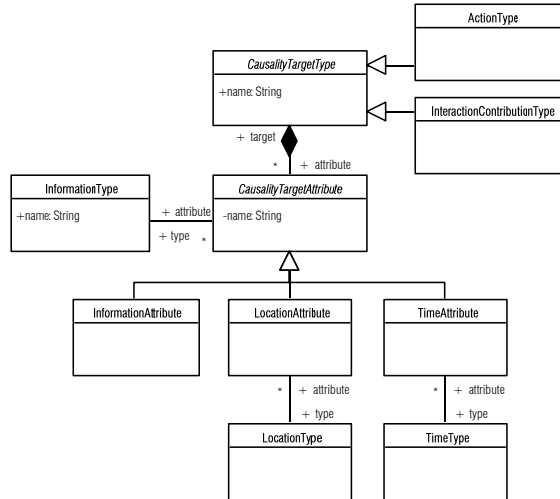 ActionType
CausalityTargetType
+name: String
InteractionContributionType
+ target
* + attribute
InformationType
CausalityTargetAttribute
+name: String
+ attribute
-name: String
+ type *
InformationAttribute
LocationAttribute
TimeAttribute
* + attribute
* + attribute
+ type
+ type
LocationType
TimeType